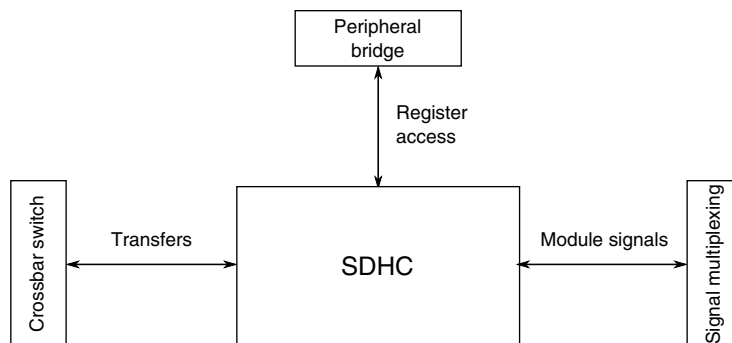 Peripheral
bridge
Register
access
Crossbar switch
Transfers
SDHC
Module signals
Signal multiplexing